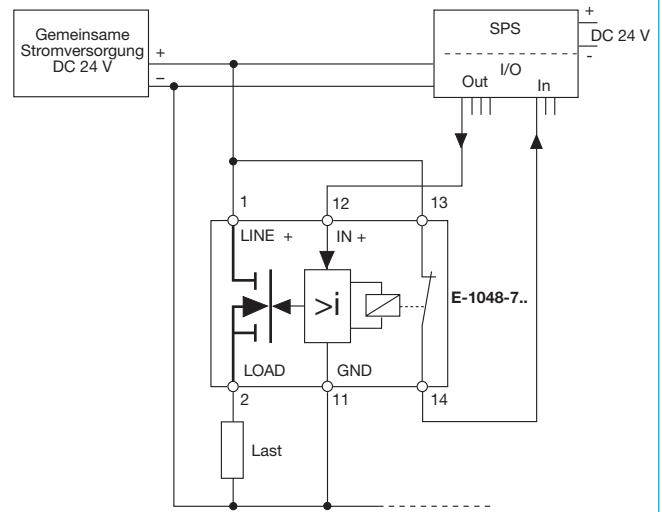 Gemeinsame
Stromversorgung
DC 24 V
+
–
SPS
I/O
Out
In
+
DC 24 V
-
1
12
13
LINE +
IN +
>i
E-1048-7..
LOAD
GND
2
11
14
Last